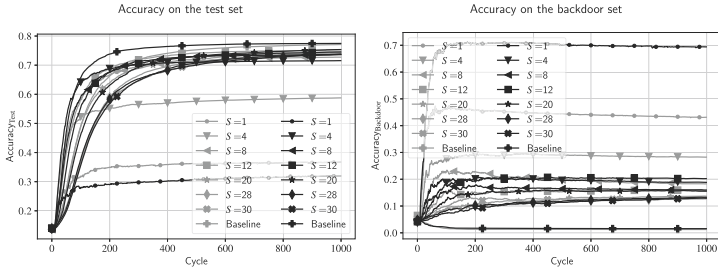 Accuracy on the test set
Accuracy on the backdoor set
0.8
0.7
0.6
0.5
0.4
0.3
0.2
Accuracy_Test
0 200 400 600 800 1000
Cycle
S = 1 S = 1
S = 4 S = 4
S = 8 S = 8
S = 12 S = 12
S = 20 S = 20
S = 28 S = 28
S = 30 S = 30
Baseline Baseline
0.7
0.6
0.5
0.4
0.3
0.2
0.1
0.0
Accuracy_Backdoor
0 200 400 600 800 1000
Cycle
S = 1 S = 1
S = 4 S = 4
S = 8 S = 8
S = 12 S = 12
S = 20 S = 20
S = 28 S = 28
S = 30 S = 30
Baseline Baseline